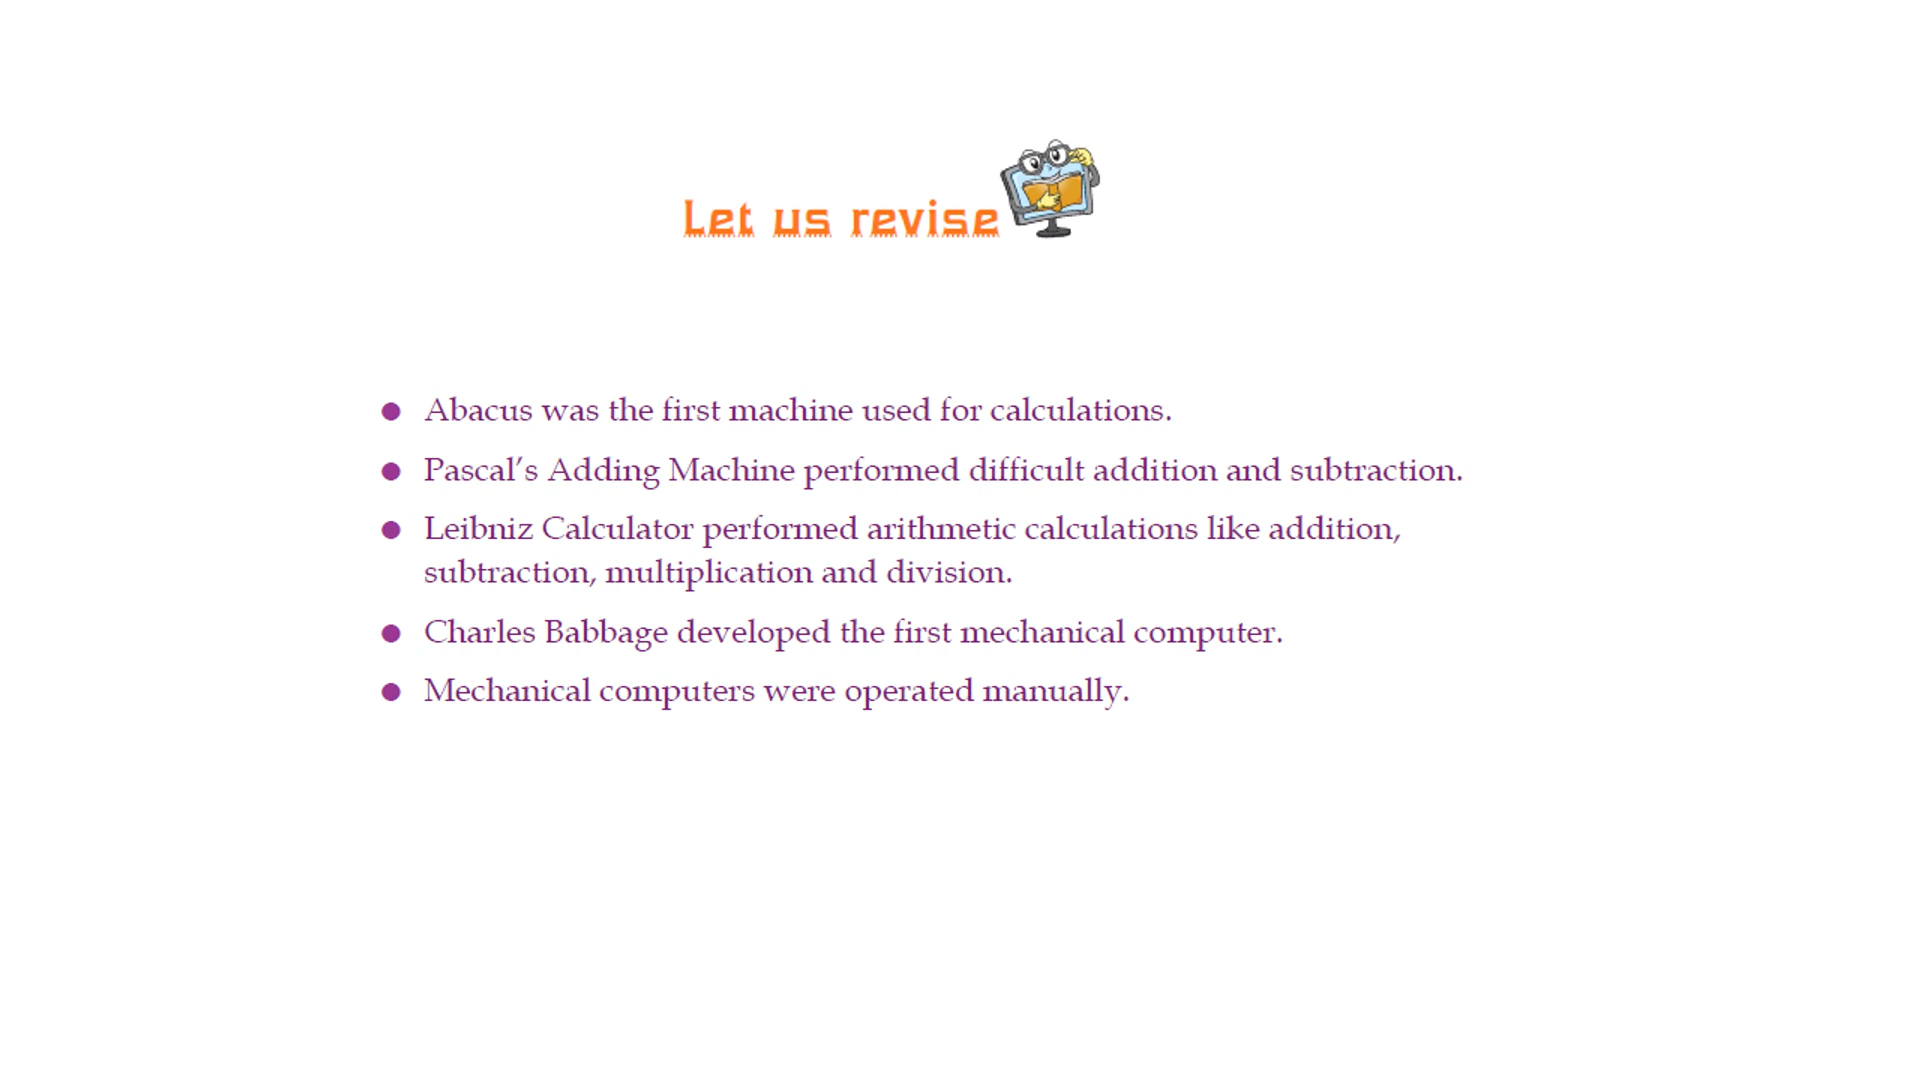 Let us revise
● Abacus was the first machine used for calculations.
● Pascal’s Adding Machine performed difficult addition and subtraction.
● Leibniz Calculator performed arithmetic calculations like addition,
subtraction, multiplication and division.
● Charles Babbage developed the first mechanical computer.
● Mechanical computers were operated manually.